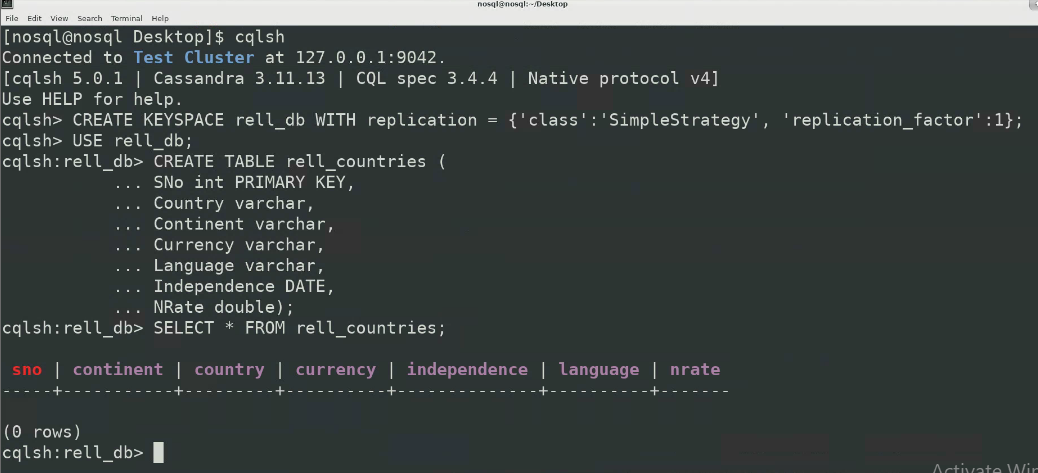 nosql@nosql:~/Desktop
File Edit View Search Terminal Help
[nosql@nosql Desktop]$ cqlsh
Connected to Test Cluster at 127.0.0.1:9042.
[cqlsh 5.0.1 | Cassandra 3.11.13 | CQL spec 3.4.4 | Native protocol v4]
Use HELP for help.
cqlsh> CREATE KEYSPACE rell_db WITH replication = {'class':'SimpleStrategy', 'replication_factor':1};
cqlsh> USE rell_db;
cqlsh:rell_db> CREATE TABLE rell_countries (
           ... SNo int PRIMARY KEY,
           ... Country varchar,
           ... Continent varchar,
           ... Currency varchar,
           ... Language varchar,
           ... Independence DATE,
           ... NRate double);
cqlsh:rell_db> SELECT * FROM rell_countries;
 sno | continent | country | currency | independence | language | nrate
-----+-----------+---------+----------+--------------+----------+-------
(0 rows)
cqlsh:rell_db>
Activate